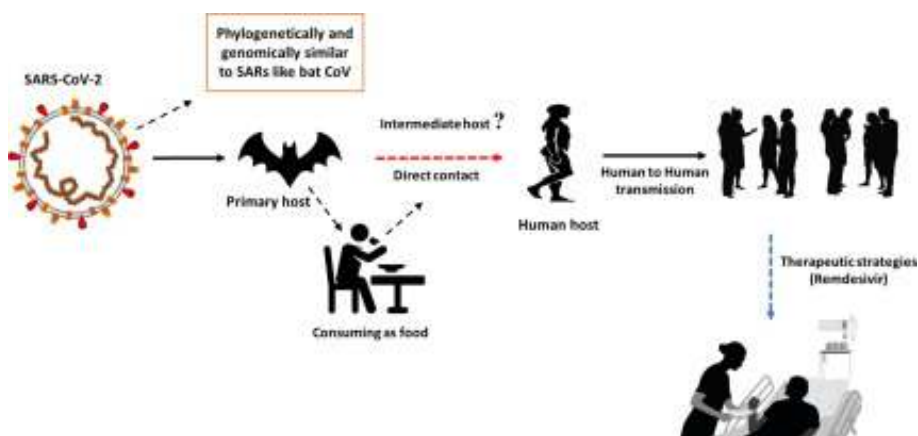 Phylogenetically and
genomically similar
to SARs like bat CoV
SARS-CoV-2
Intermediate host ?
Direct contact
Primary host
Human host
Human to Human
transmission
Consuming as food
Therapeutic strategies
(Remdesivir)